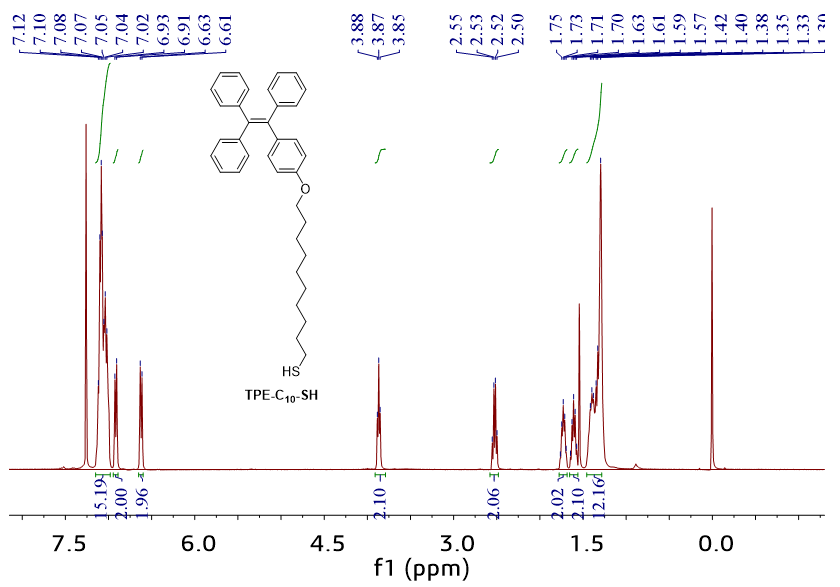 7.12 7.10 7.08 7.07 7.05 7.04 7.02 6.93 6.91 6.63 6.61 3.88 3.87 3.85 2.55 2.53 2.52 2.50 1.75 1.73 1.71 1.70 1.63 1.61 1.59 1.57 1.42 1.40 1.38 1.35 1.33 1.30
O
HS
TPE-C₁₀-SH
15.19 2.00 1.96 2.10 2.06 2.02 2.10 12.16
7.5 6.0 4.5 3.0 1.5 0.0
f1 (ppm)